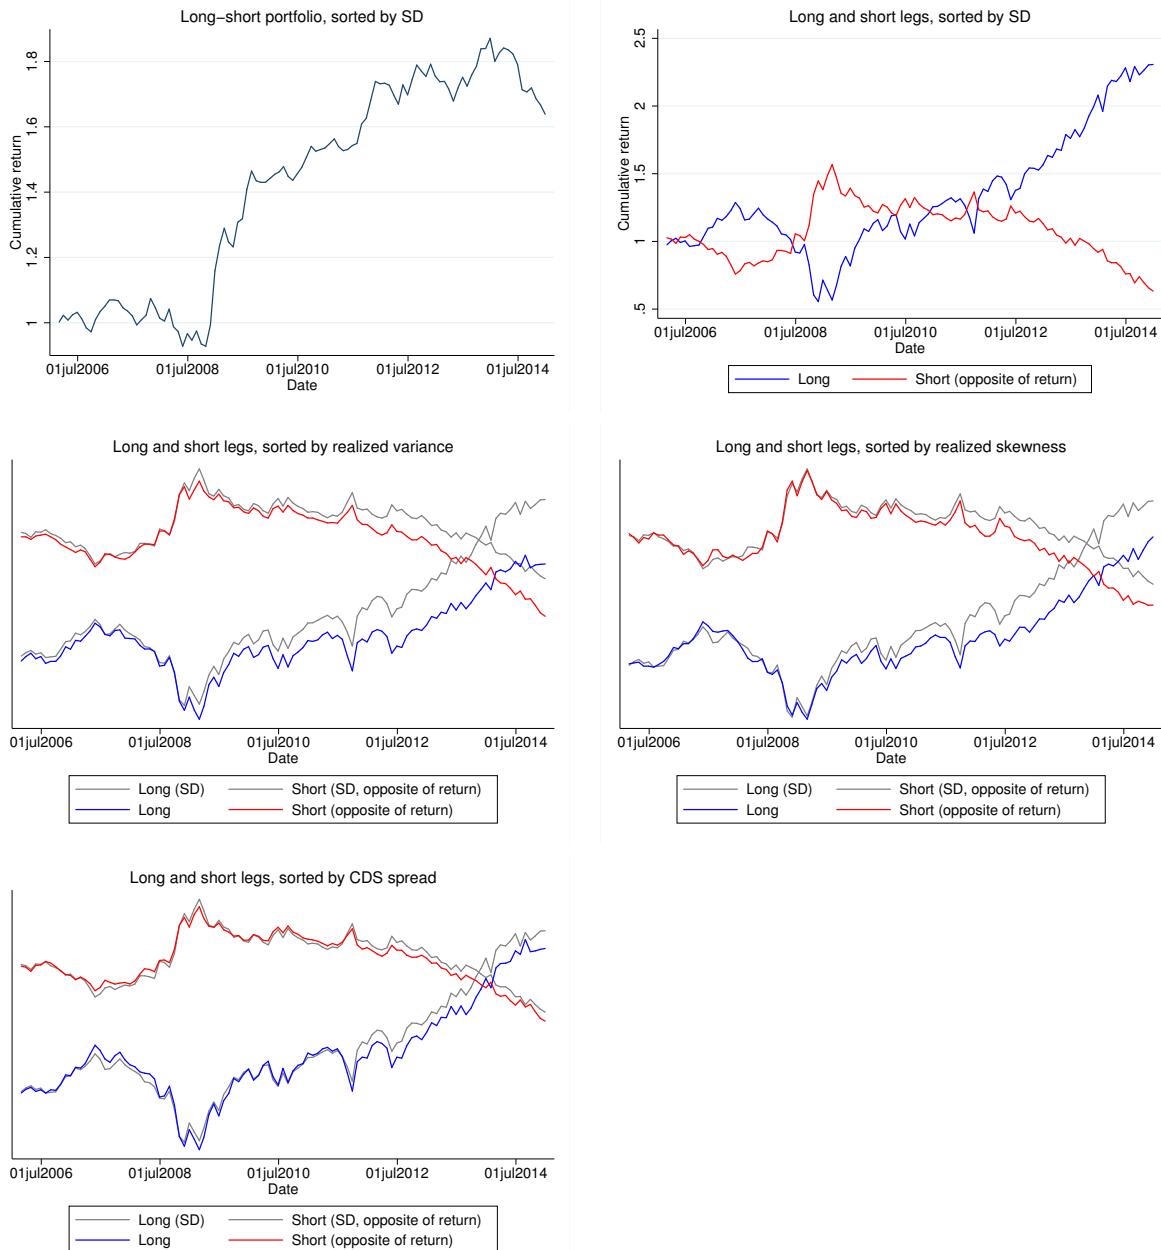 Long−short portfolio, sorted by SD
Cumulative return
1.8
1.6
1.4
1.2
1
01jul2006 01jul2008 01jul2010 01jul2012 01jul2014
Date
Long and short legs, sorted by SD
Cumulative return
2.5
2
1.5
1
.5
01jul2006 01jul2008 01jul2010 01jul2012 01jul2014
Date
Long Short (opposite of return)
Long and short legs, sorted by realized variance
01jul2006 01jul2008 01jul2010 01jul2012 01jul2014
Date
Long (SD) Short (SD, opposite of return)
Long Short (opposite of return)
Long and short legs, sorted by realized skewness
01jul2006 01jul2008 01jul2010 01jul2012 01jul2014
Date
Long (SD) Short (SD, opposite of return)
Long Short (opposite of return)
Long and short legs, sorted by CDS spread
01jul2006 01jul2008 01jul2010 01jul2012 01jul2014
Date
Long (SD) Short (SD, opposite of return)
Long Short (opposite of return)